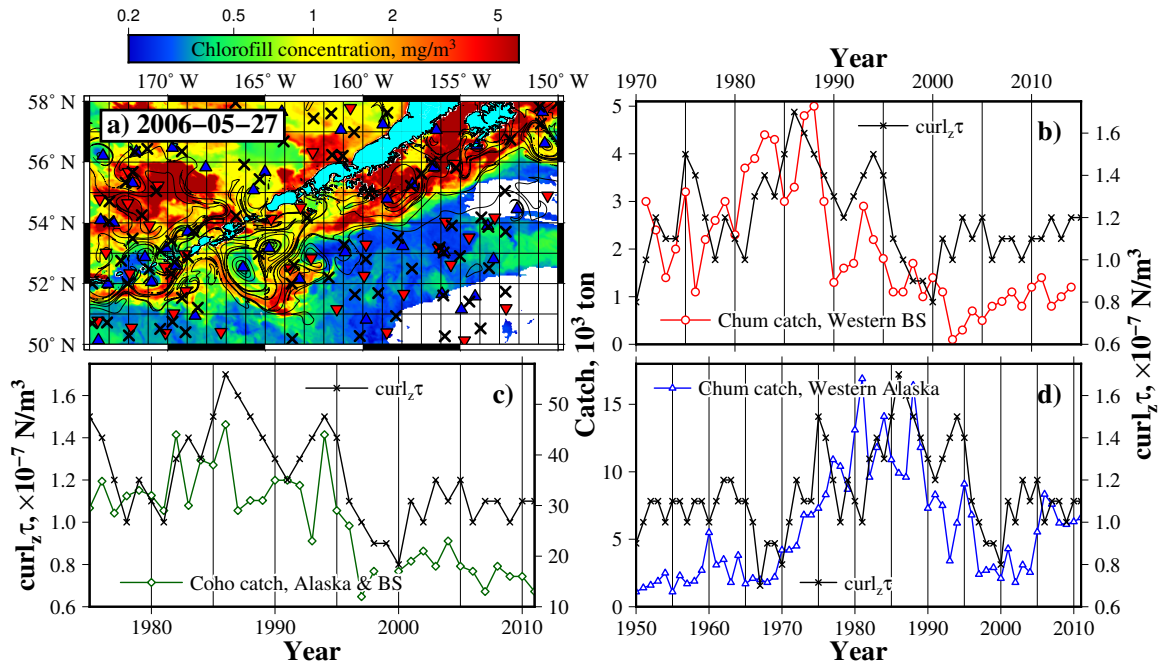 0.2 0.5 1 2 5
Chlorofill concentration, mg/m³
170° W 165° W 160° W 155° W 150° W
58° N
56° N
54° N
52° N
50° N
a) 2006−05−27
Year
1970 1980 1990 2000 2010
b)
curl_zτ
Chum catch, Western BS
5
4
3
2
1
0
1.6
1.4
1.2
1.0
0.8
0.6
Catch, 10³ ton
curl_zτ, ×10⁻⁷ N/m³
c)
curl_zτ
Coho catch, Alaska & BS
1.6
1.4
1.2
1.0
0.8
0.6
50
40
30
20
10
curl_zτ, ×10⁻⁷ N/m³
1980 1990 2000 2010
Year
d)
Chum catch, Western Alaska
curl_zτ
15
10
5
0
1.6
1.4
1.2
1.0
0.8
0.6
1950 1960 1970 1980 1990 2000 2010
Year